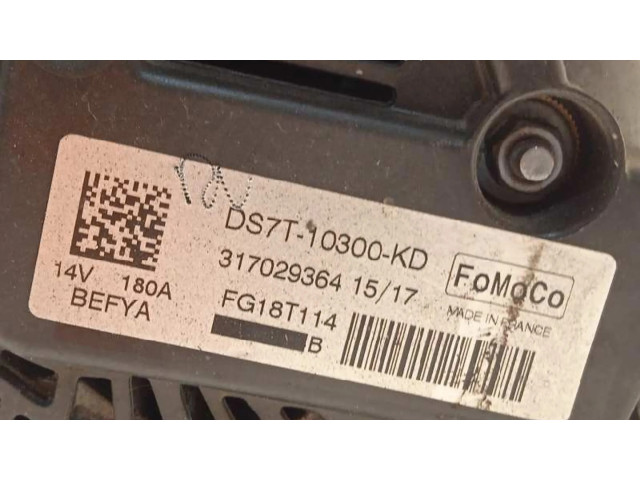 DS7T-10300-KD
317029364 15/17
FoMoCo
MADE IN FRANCE
14V 180A
BEFYA
FG18T114
B